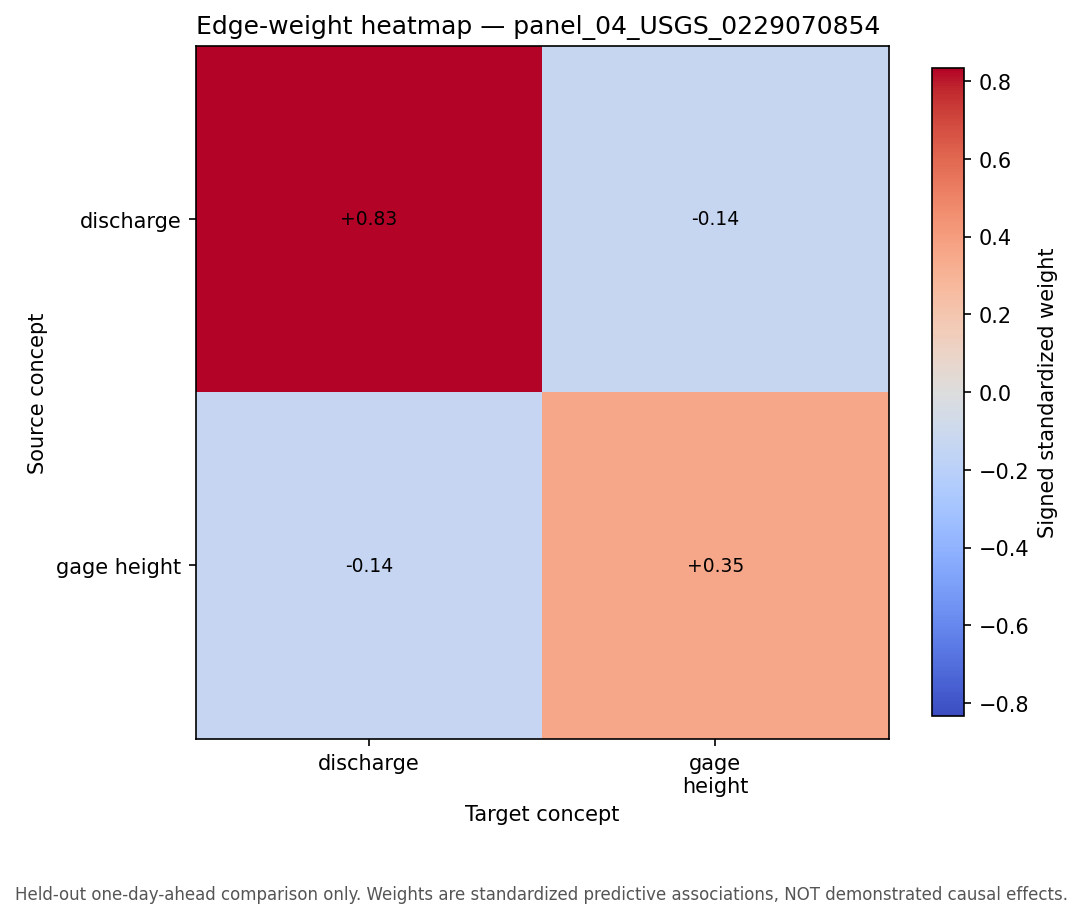 Edge-weight heatmap — panel_04_USGS_0229070854
discharge
gage height
Source concept
+0.83
-0.14
-0.14
+0.35
discharge
gage
height
Target concept
0.8
0.6
0.4
0.2
0.0
−0.2
−0.4
−0.6
−0.8
Signed standardized weight
Held-out one-day-ahead comparison only. Weights are standardized predictive associations, NOT demonstrated causal effects.